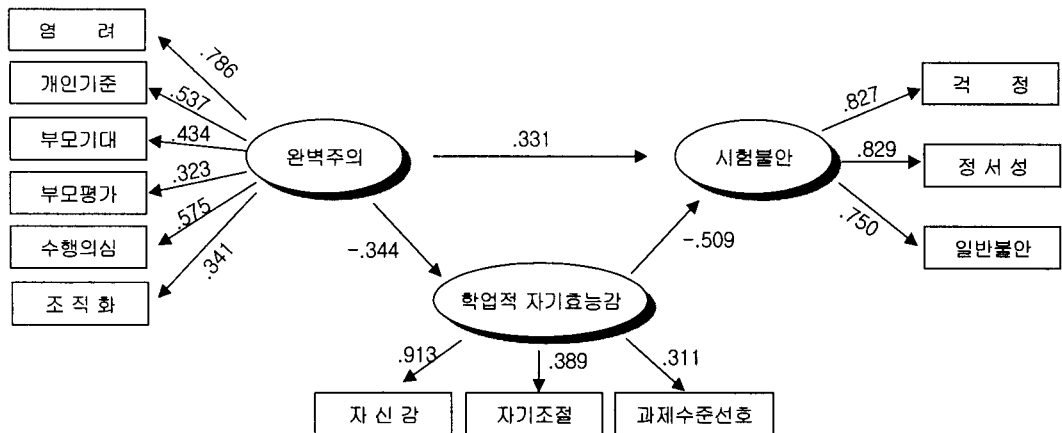 염 려
.786
개인기준
.537
부모기대
.434
부모평가
.323
수행의심
.575
조 직 화
.341
완벽주의
.331
시험불안
.827
걱 정
.829
정 서 성
.750
일반불안
-.344
-.509
학업적 자기효능감
.913
.389
.311
자 신 감
자기조절
과제수준선호